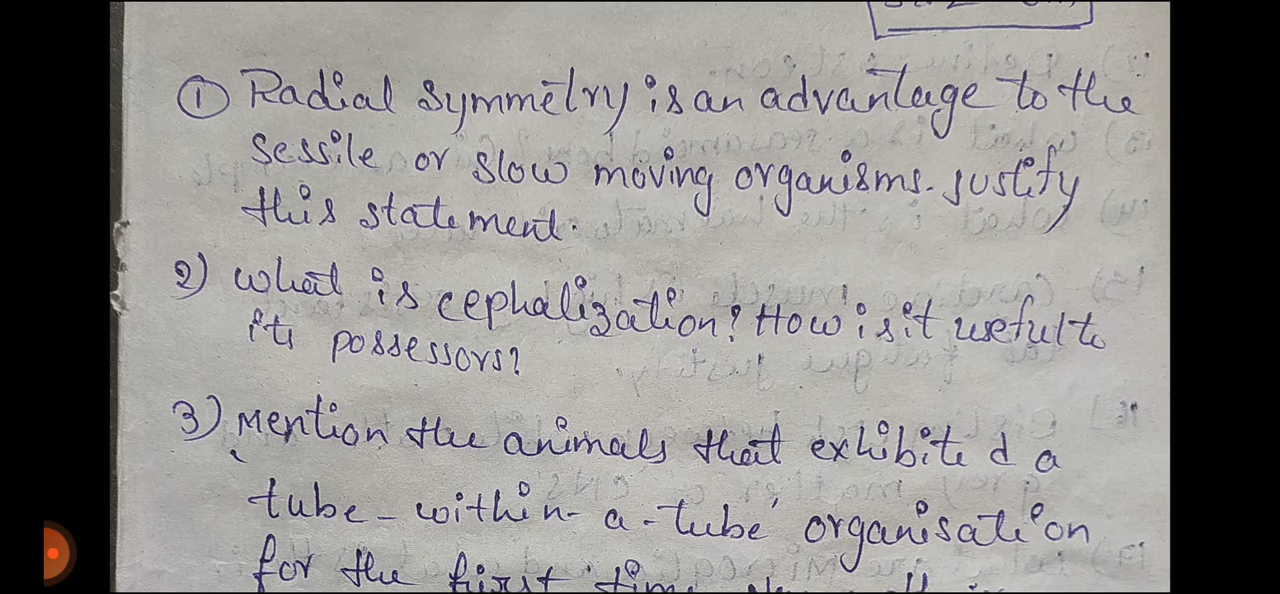 ① Radial symmetry is an advantage to the
sessile or slow moving organisms. justify
this statement.
2) What is cephalization? How is it useful to
its possessors?
3) Mention the animals that exhibited a
tube-within-a-tube' organisation
for the first time